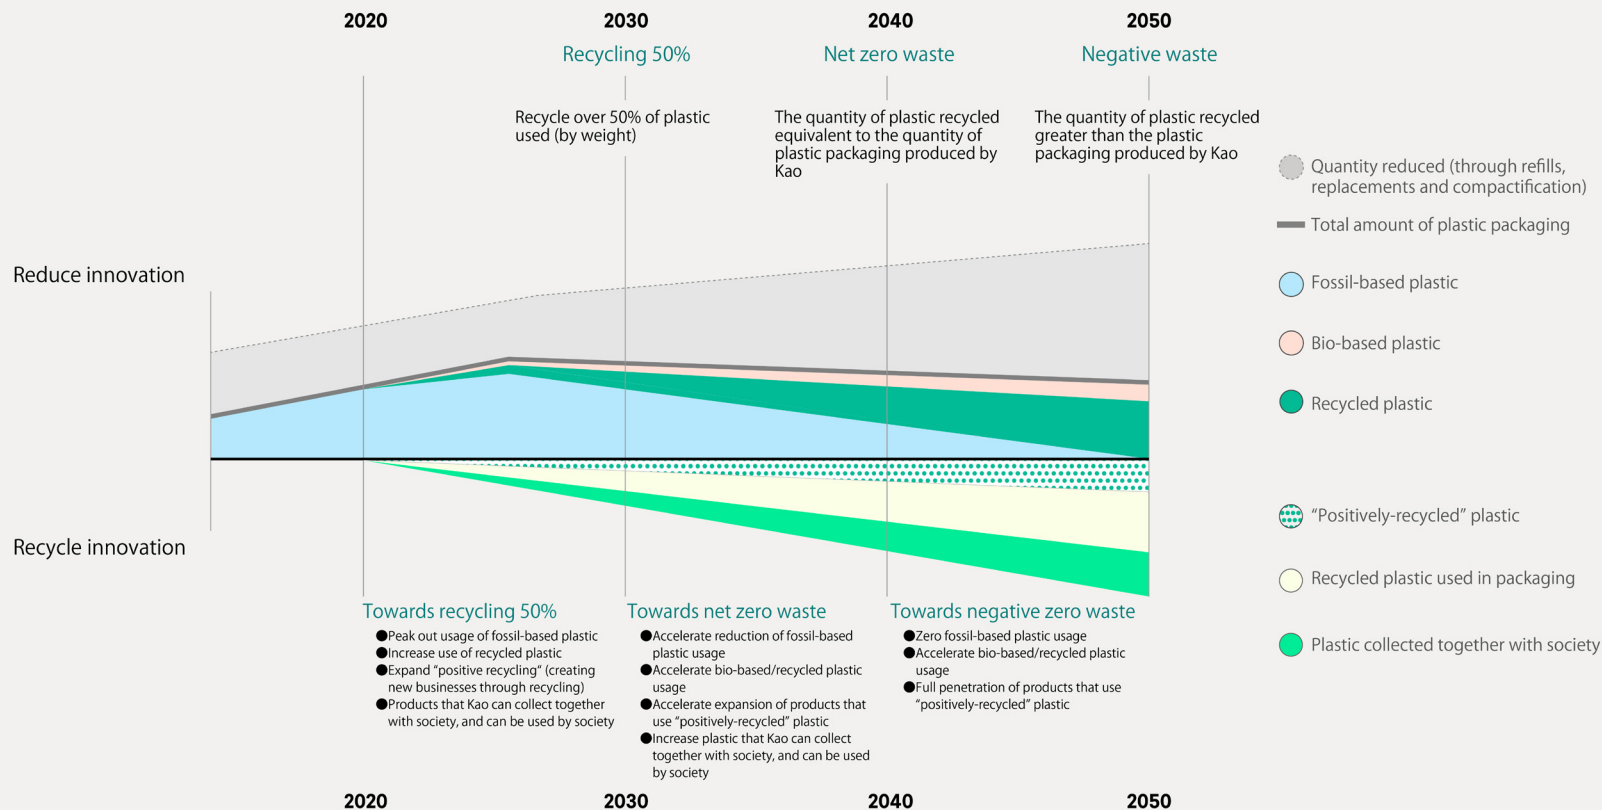 2020
2030
2040
2050
Recycling 50%
Net zero waste
Negative waste
Recycle over 50% of plastic
used (by weight)
The quantity of plastic recycled
equivalent to the quantity of
plastic packaging produced by
Kao
The quantity of plastic recycled
greater than the plastic
packaging produced by Kao
Reduce innovation
Recycle innovation
Quantity reduced (through refills,
replacements and compactification)
Total amount of plastic packaging
Fossil-based plastic
Bio-based plastic
Recycled plastic
“Positively-recycled” plastic
Recycled plastic used in packaging
Plastic collected together with society
Towards recycling 50%
●Peak out usage of fossil-based plastic
●Increase use of recycled plastic
●Expand “positive recycling“ (creating
new businesses through recycling)
●Products that Kao can collect together
with society, and can be used by society
Towards net zero waste
●Accelerate reduction of fossil-based
plastic usage
●Accelerate bio-based/recycled plastic
usage
●Accelerate expansion of products that
use “positively-recycled” plastic
●Increase plastic that Kao can collect
together with society, and can be used
by society
Towards negative zero waste
●Zero fossil-based plastic usage
●Accelerate bio-based/recycled plastic
usage
●Full penetration of products that use
“positively-recycled” plastic
2020
2030
2040
2050